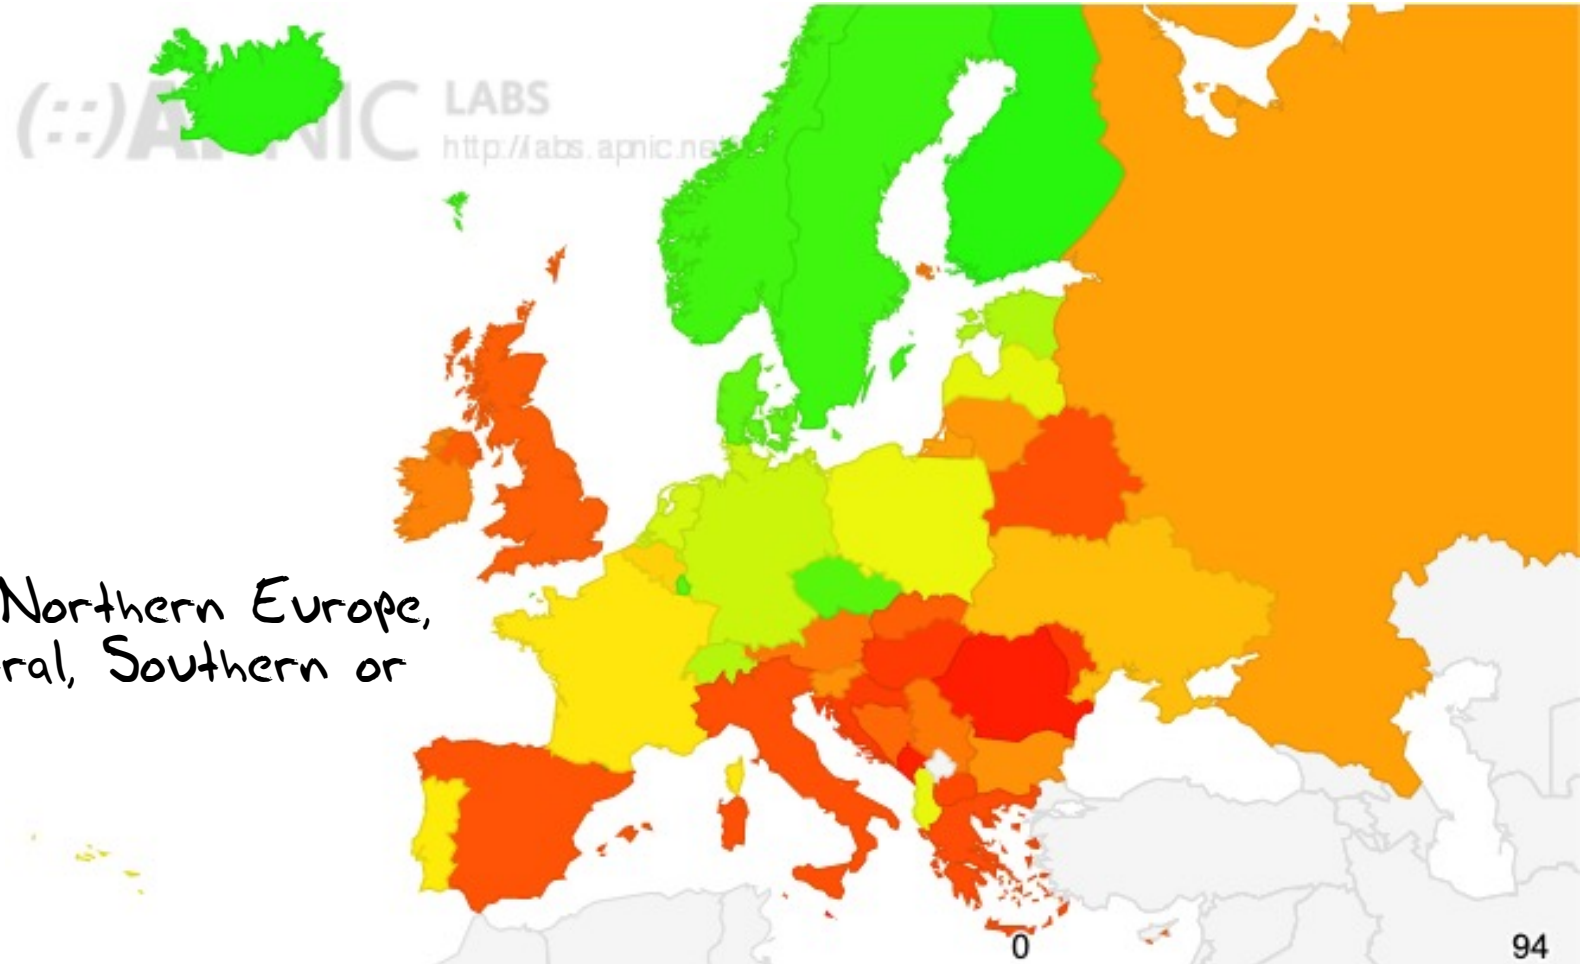 (::)APNIC LABS
http://labs.apnic.net
Northern Europe,
ral, Southern or
0 94